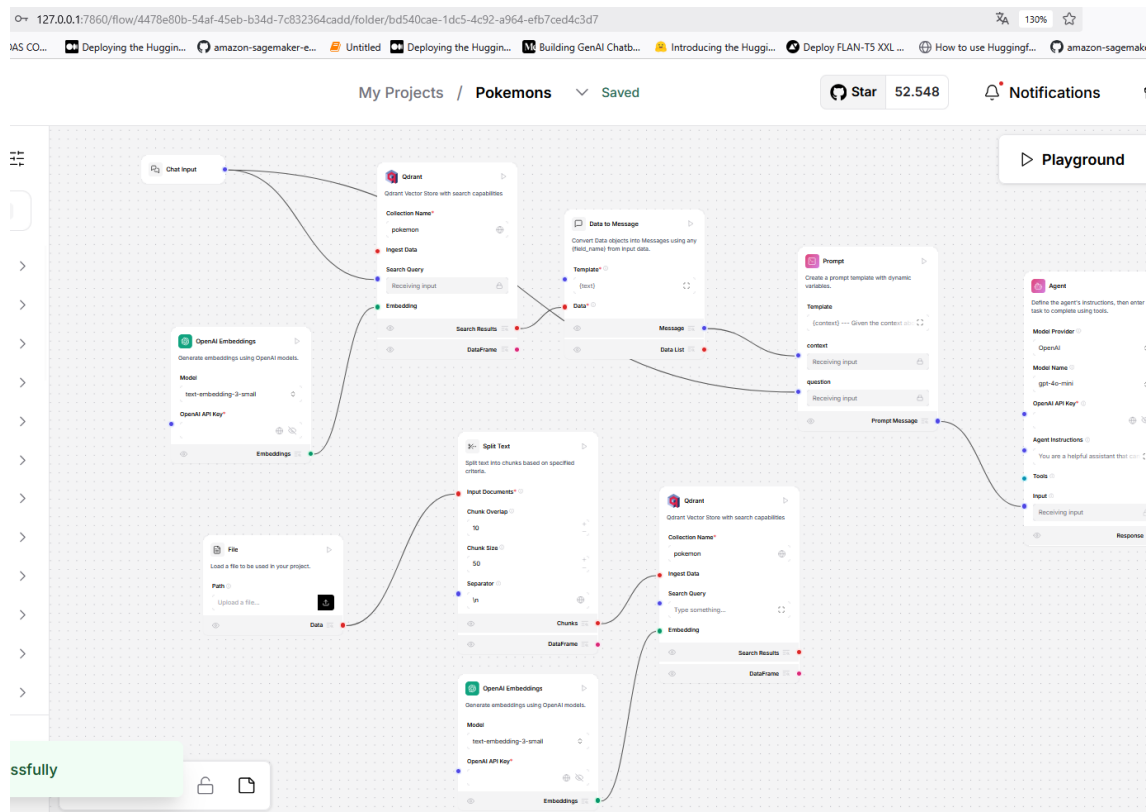 127.0.0.1:7860/flow/4478e80b-54af-45eb-b34d-7c832364cadd/folder/bd540cae-1dc5-4c92-a964-efb7ced4c3d7
130%
DAS CO...
Deploying the Huggin...
amazon-sagemaker-e...
Untitled
Deploying the Huggin...
Building GenAI Chatb...
Introducing the Huggi...
Deploy FLAN-T5 XXL ...
How to use Huggingf...
amazon-sagemake
My Projects / Pokemons
Saved
Star 52.548
Notifications
Playground
Chat Input
Qdrant
Qdrant Vector Store with search capabilities
Collection Name*
pokemon
Ingest Data
Search Query
Receiving input
Embedding
Search Results
DataFrame
Data to Message
Convert Data objects into Messages using any
{field_name} from input data.
Template*
{text}
Data*
Message
Data List
Prompt
Create a prompt template with dynamic
variables.
Template
{context} --- Given the context
context
Receiving input
question
Receiving input
Prompt Message
Agent
Define the agent's instructions, then enter
task to complete using tools.
Model Provider
OpenAI
Model Name
gpt-4o-mini
OpenAI API Key*
Agent Instructions
You are a helpful assistant that
Tools
Input
Receiving input
Response
OpenAI Embeddings
Generate embeddings using OpenAI models.
Model
text-embedding-3-small
OpenAI API Key*
Embeddings
Split Text
Split text into chunks based on specified
criteria.
Input Documents*
Chunk Overlap
10
Chunk Size
50
Separator
\n
Chunks
DataFrame
File
Load a file to be used in your project.
Path
Upload a file...
Data
Qdrant
Qdrant Vector Store with search capabilities
Collection Name*
pokemon
Ingest Data
Search Query
Type something...
Embedding
Search Results
DataFrame
OpenAI Embeddings
Generate embeddings using OpenAI models.
Model
text-embedding-3-small
OpenAI API Key*
Embeddings
ssfully